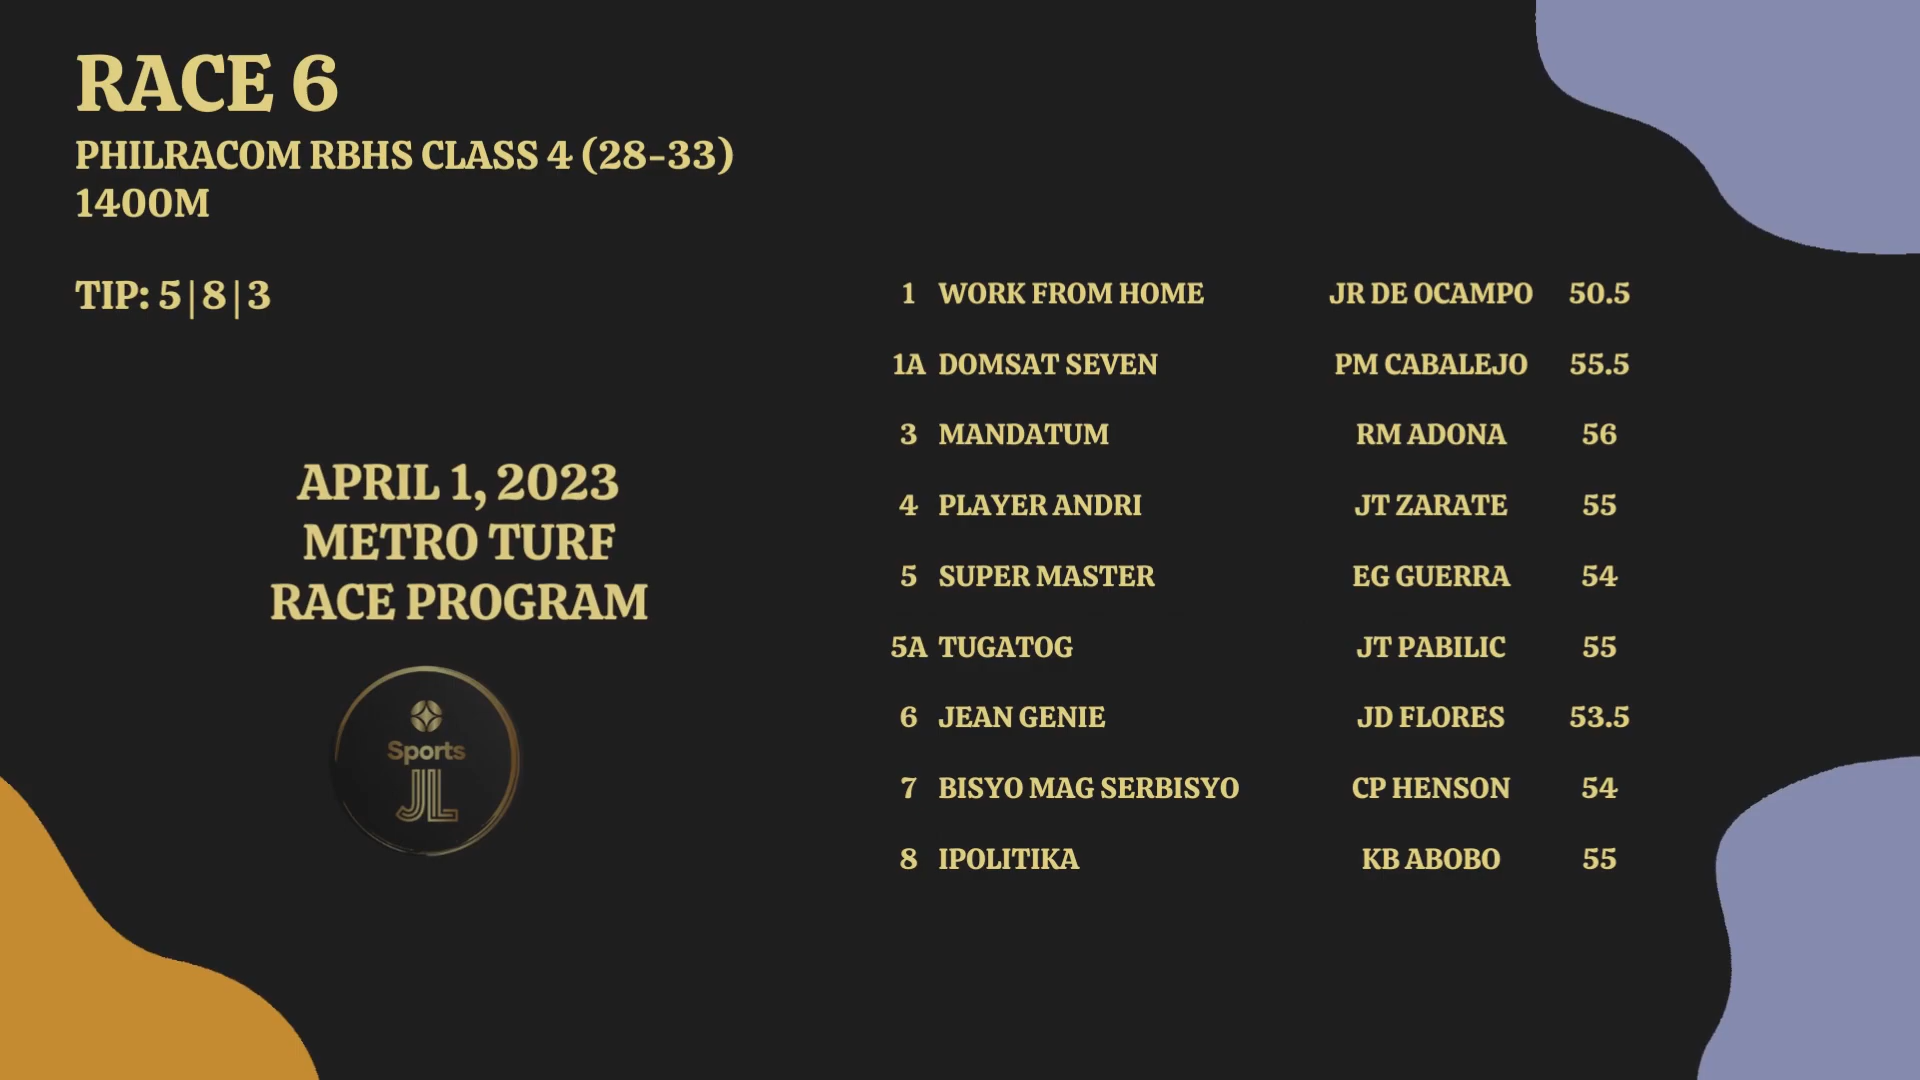 RACE 6
PHILRACOM RBHS CLASS 4 (28-33)
1400M
TIP: 5|8|3
APRIL 1, 2023
METRO TURF
RACE PROGRAM
Sports
JL
1 WORK FROM HOME JR DE OCAMPO 50.5
1A DOMSAT SEVEN PM CABALEJO 55.5
3 MANDATUM RM ADONA 56
4 PLAYER ANDRI JT ZARATE 55
5 SUPER MASTER EG GUERRA 54
5A TUGATOG JT PABILIC 55
6 JEAN GENIE JD FLORES 53.5
7 BISYO MAG SERBISYO CP HENSON 54
8 IPOLITIKA KB ABOBO 55